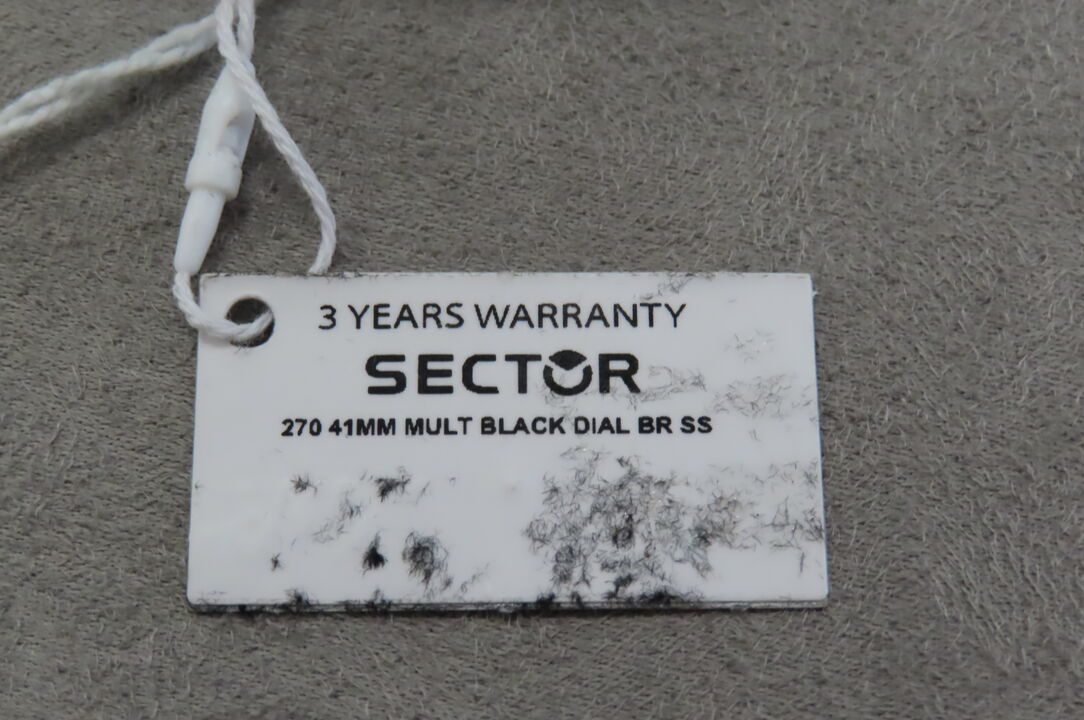 3 YEARS WARRANTY
SECTOR
270 41MM MULT BLACK DIAL BR SS